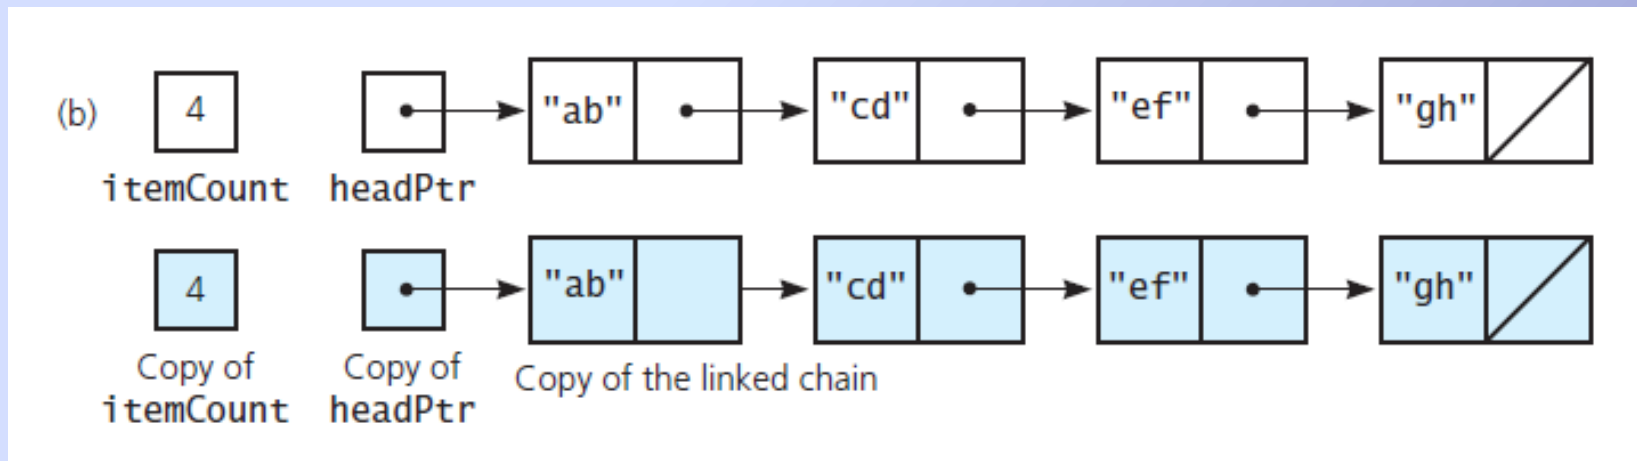 (b) 4 "ab" "cd" "ef" "gh"
itemCount headPtr
4 "ab" "cd" "ef" "gh"
Copy of Copy of Copy of the linked chain
itemCount headPtr